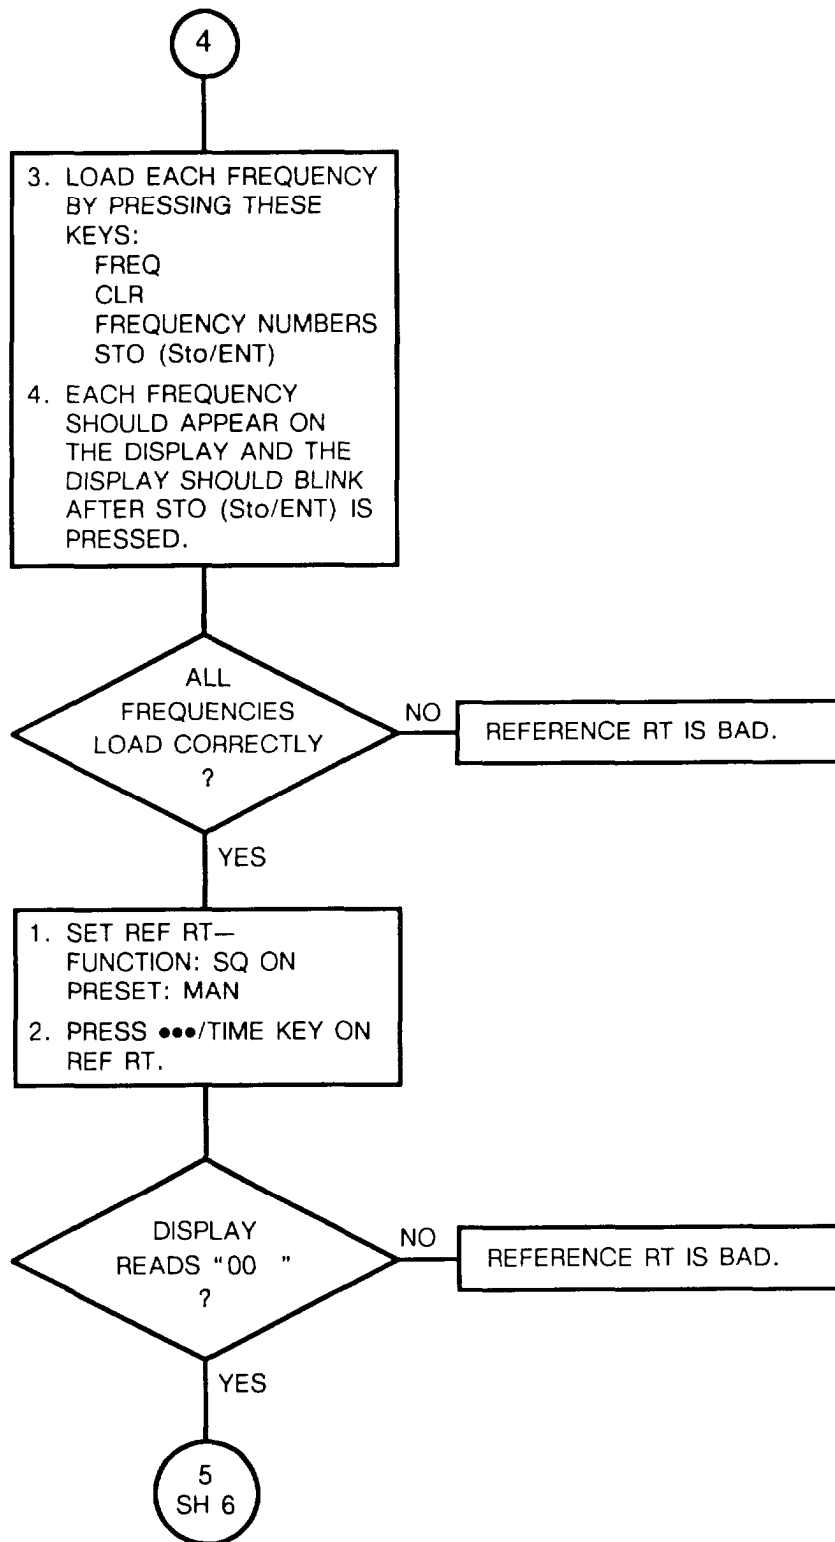 4
3. LOAD EACH FREQUENCY
BY PRESSING THESE
KEYS:
FREQ
CLR
FREQUENCY NUMBERS
STO (Sto/ENT)
4. EACH FREQUENCY
SHOULD APPEAR ON
THE DISPLAY AND THE
DISPLAY SHOULD BLINK
AFTER STO (Sto/ENT) IS
PRESSED.
ALL
FREQUENCIES
LOAD CORRECTLY
?
NO
REFERENCE RT IS BAD.
YES
1. SET REF RT—
FUNCTION: SQ ON
PRESET: MAN
2. PRESS •••/TIME KEY ON
REF RT.
DISPLAY
READS "00 "
?
NO
REFERENCE RT IS BAD.
YES
5
SH 6